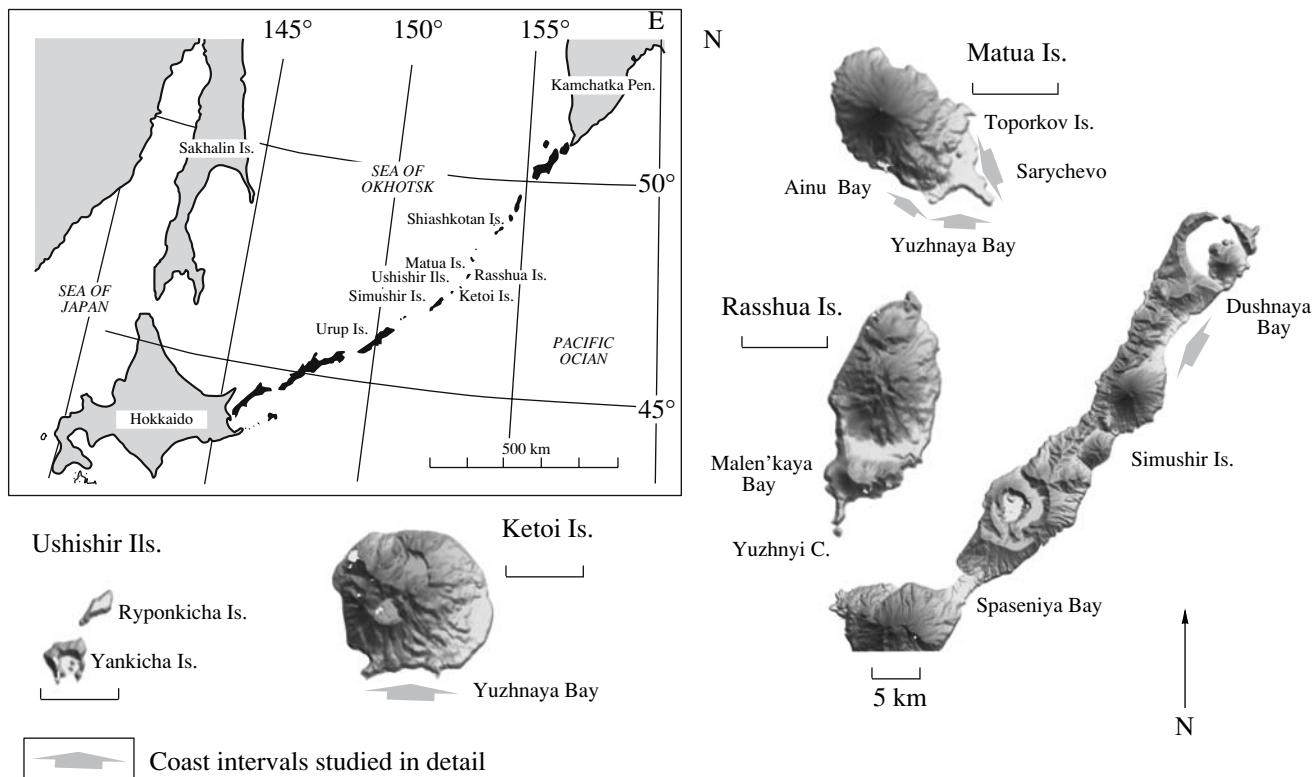 145°
150°
155°
E
Kamchatka Pen.
Sakhalin Is.
SEA OF
OKHOTSK
50°
Shiashkotan Is.
Matua Is.
Ushishir Ils.
Rasshua Is.
Simushir Is.
Ketoi Is.
SEA OF
JAPAN
Urup Is.
PACIFIC
OCIAN
Hokkaido
45°
500 km
N
Matua Is.
Toporkov Is.
Sarychevo
Ainu Bay
Yuzhnaya Bay
Rasshua Is.
Dushnaya
Bay
Malen’kaya
Bay
Simushir Is.
Yuzhnyi C.
Spaseniya Bay
5 km
N
Ushishir Ils.
Ryponkicha Is.
Yankicha Is.
Ketoi Is.
Yuzhnaya Bay
Coast intervals studied in detail